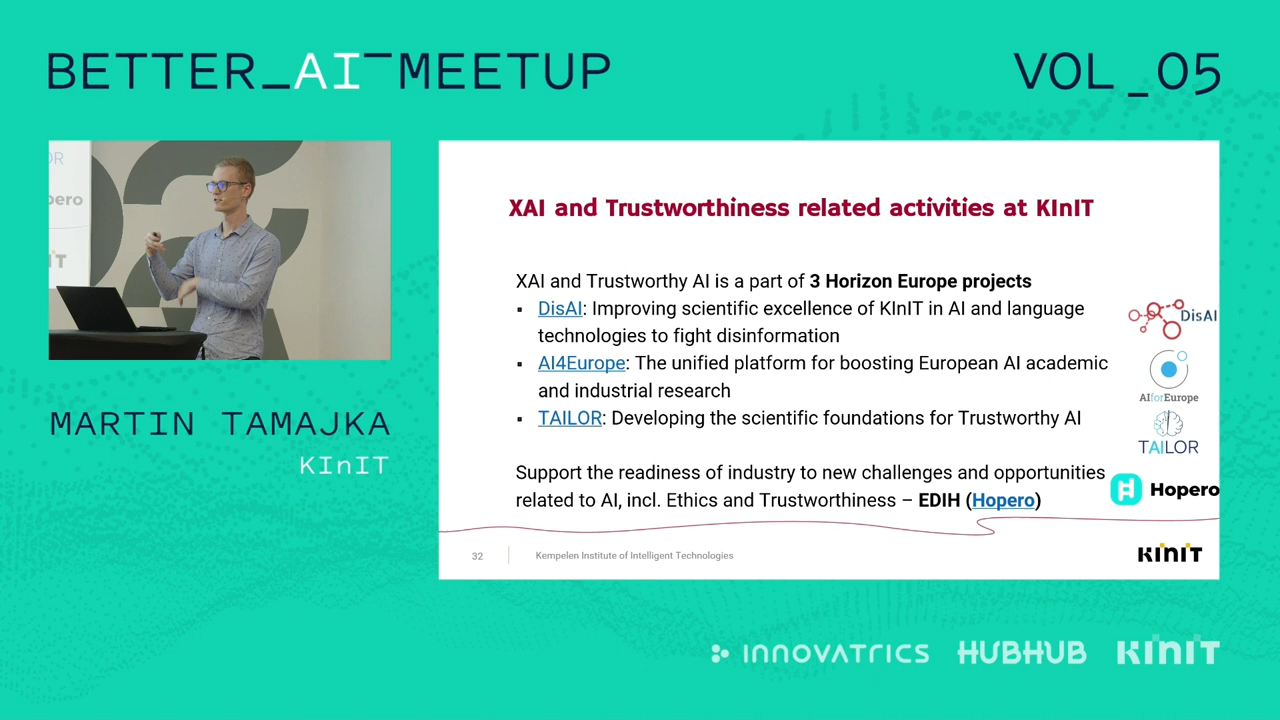 BETTER_AI¯MEETUP
VOL_05
OR
pero
IT
MARTIN TAMAJKA
KInIT
XAI and Trustworthiness related activities at KInIT
XAI and Trustworthy AI is a part of 3 Horizon Europe projects
▪ DisAI: Improving scientific excellence of KInIT in AI and language
technologies to fight disinformation
▪ AI4Europe: The unified platform for boosting European AI academic
and industrial research
▪ TAILOR: Developing the scientific foundations for Trustworthy AI
Support the readiness of industry to new challenges and opportunities
related to AI, incl. Ethics and Trustworthiness – EDIH (Hopero)
DisAI
AIforEurope
TAILOR
Hopero
32
Kempelen Institute of Intelligent Technologies
KInIT
INNOVATRICS
HUBHUB
KInIT